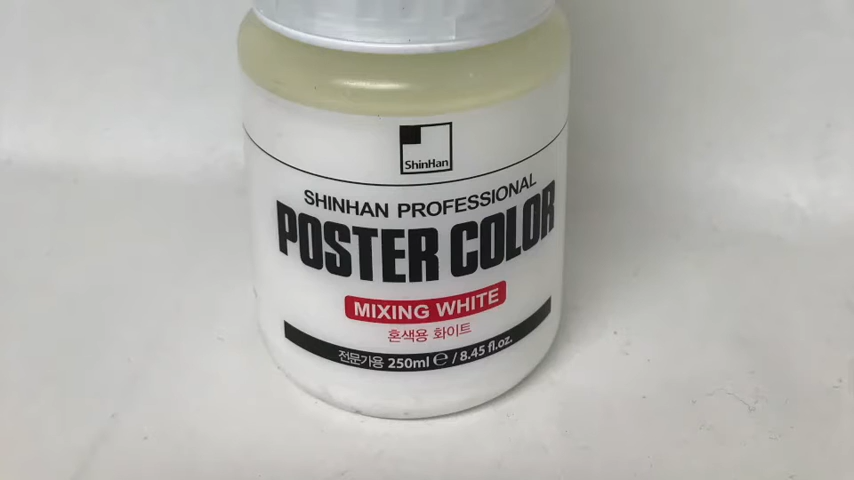 ShinHan
SHINHAN PROFESSIONAL
POSTER COLOR
MIXING WHITE
혼색용 화이트
전문가용 250ml ℮ / 8.45 fl.oz.